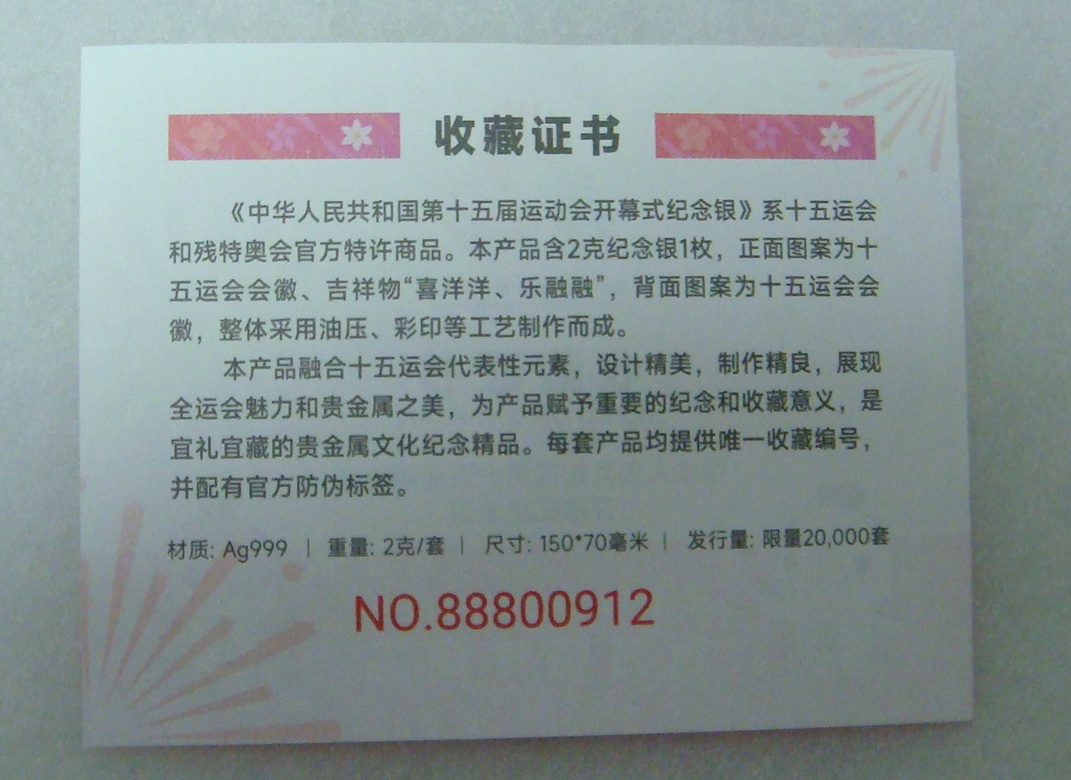 收藏证书
《中华人民共和国第十五届运动会开幕式纪念银》系十五运会
和残特奥会官方特许商品。本产品含2克纪念银1枚，正面图案为十
五运会会徽、吉祥物“喜洋洋、乐融融”，背面图案为十五运会会
徽，整体采用油压、彩印等工艺制作而成。
本产品融合十五运会代表性元素，设计精美，制作精良，展现
全运会魅力和贵金属之美，为产品赋予重要的纪念和收藏意义，是
宜礼宜藏的贵金属文化纪念精品。每套产品均提供唯一收藏编号，
并配有官方防伪标签。
材质: Ag999 | 重量: 2克/套 | 尺寸: 150*70毫米 | 发行量: 限量20,000套
NO.88800912